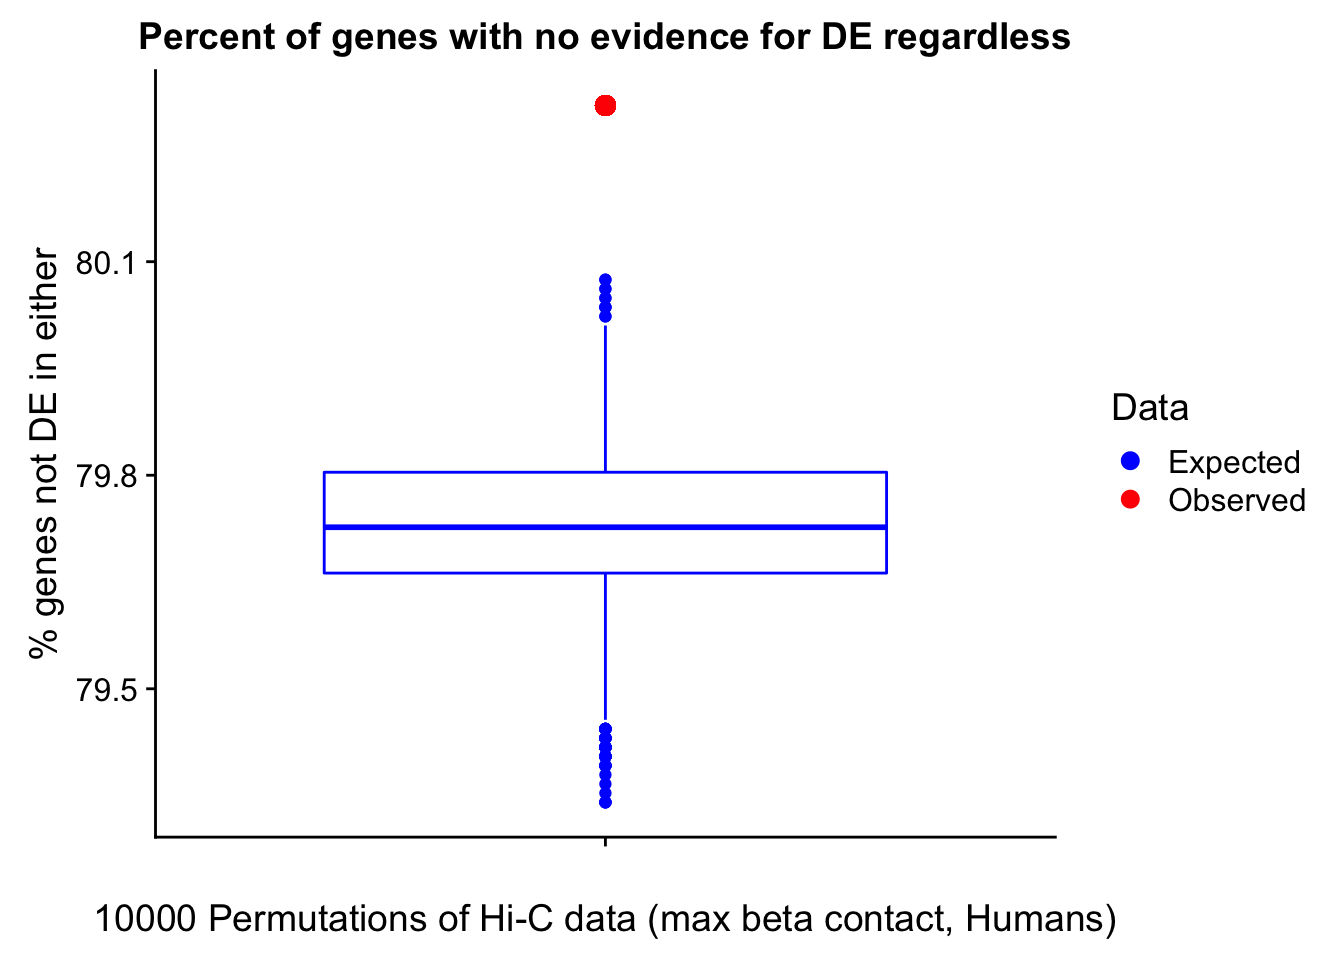 Percent of genes with no evidence for DE regardless
% genes not DE in either
80.1
79.8
79.5
10000 Permutations of Hi-C data (max beta contact, Humans)
Data
Expected
Observed